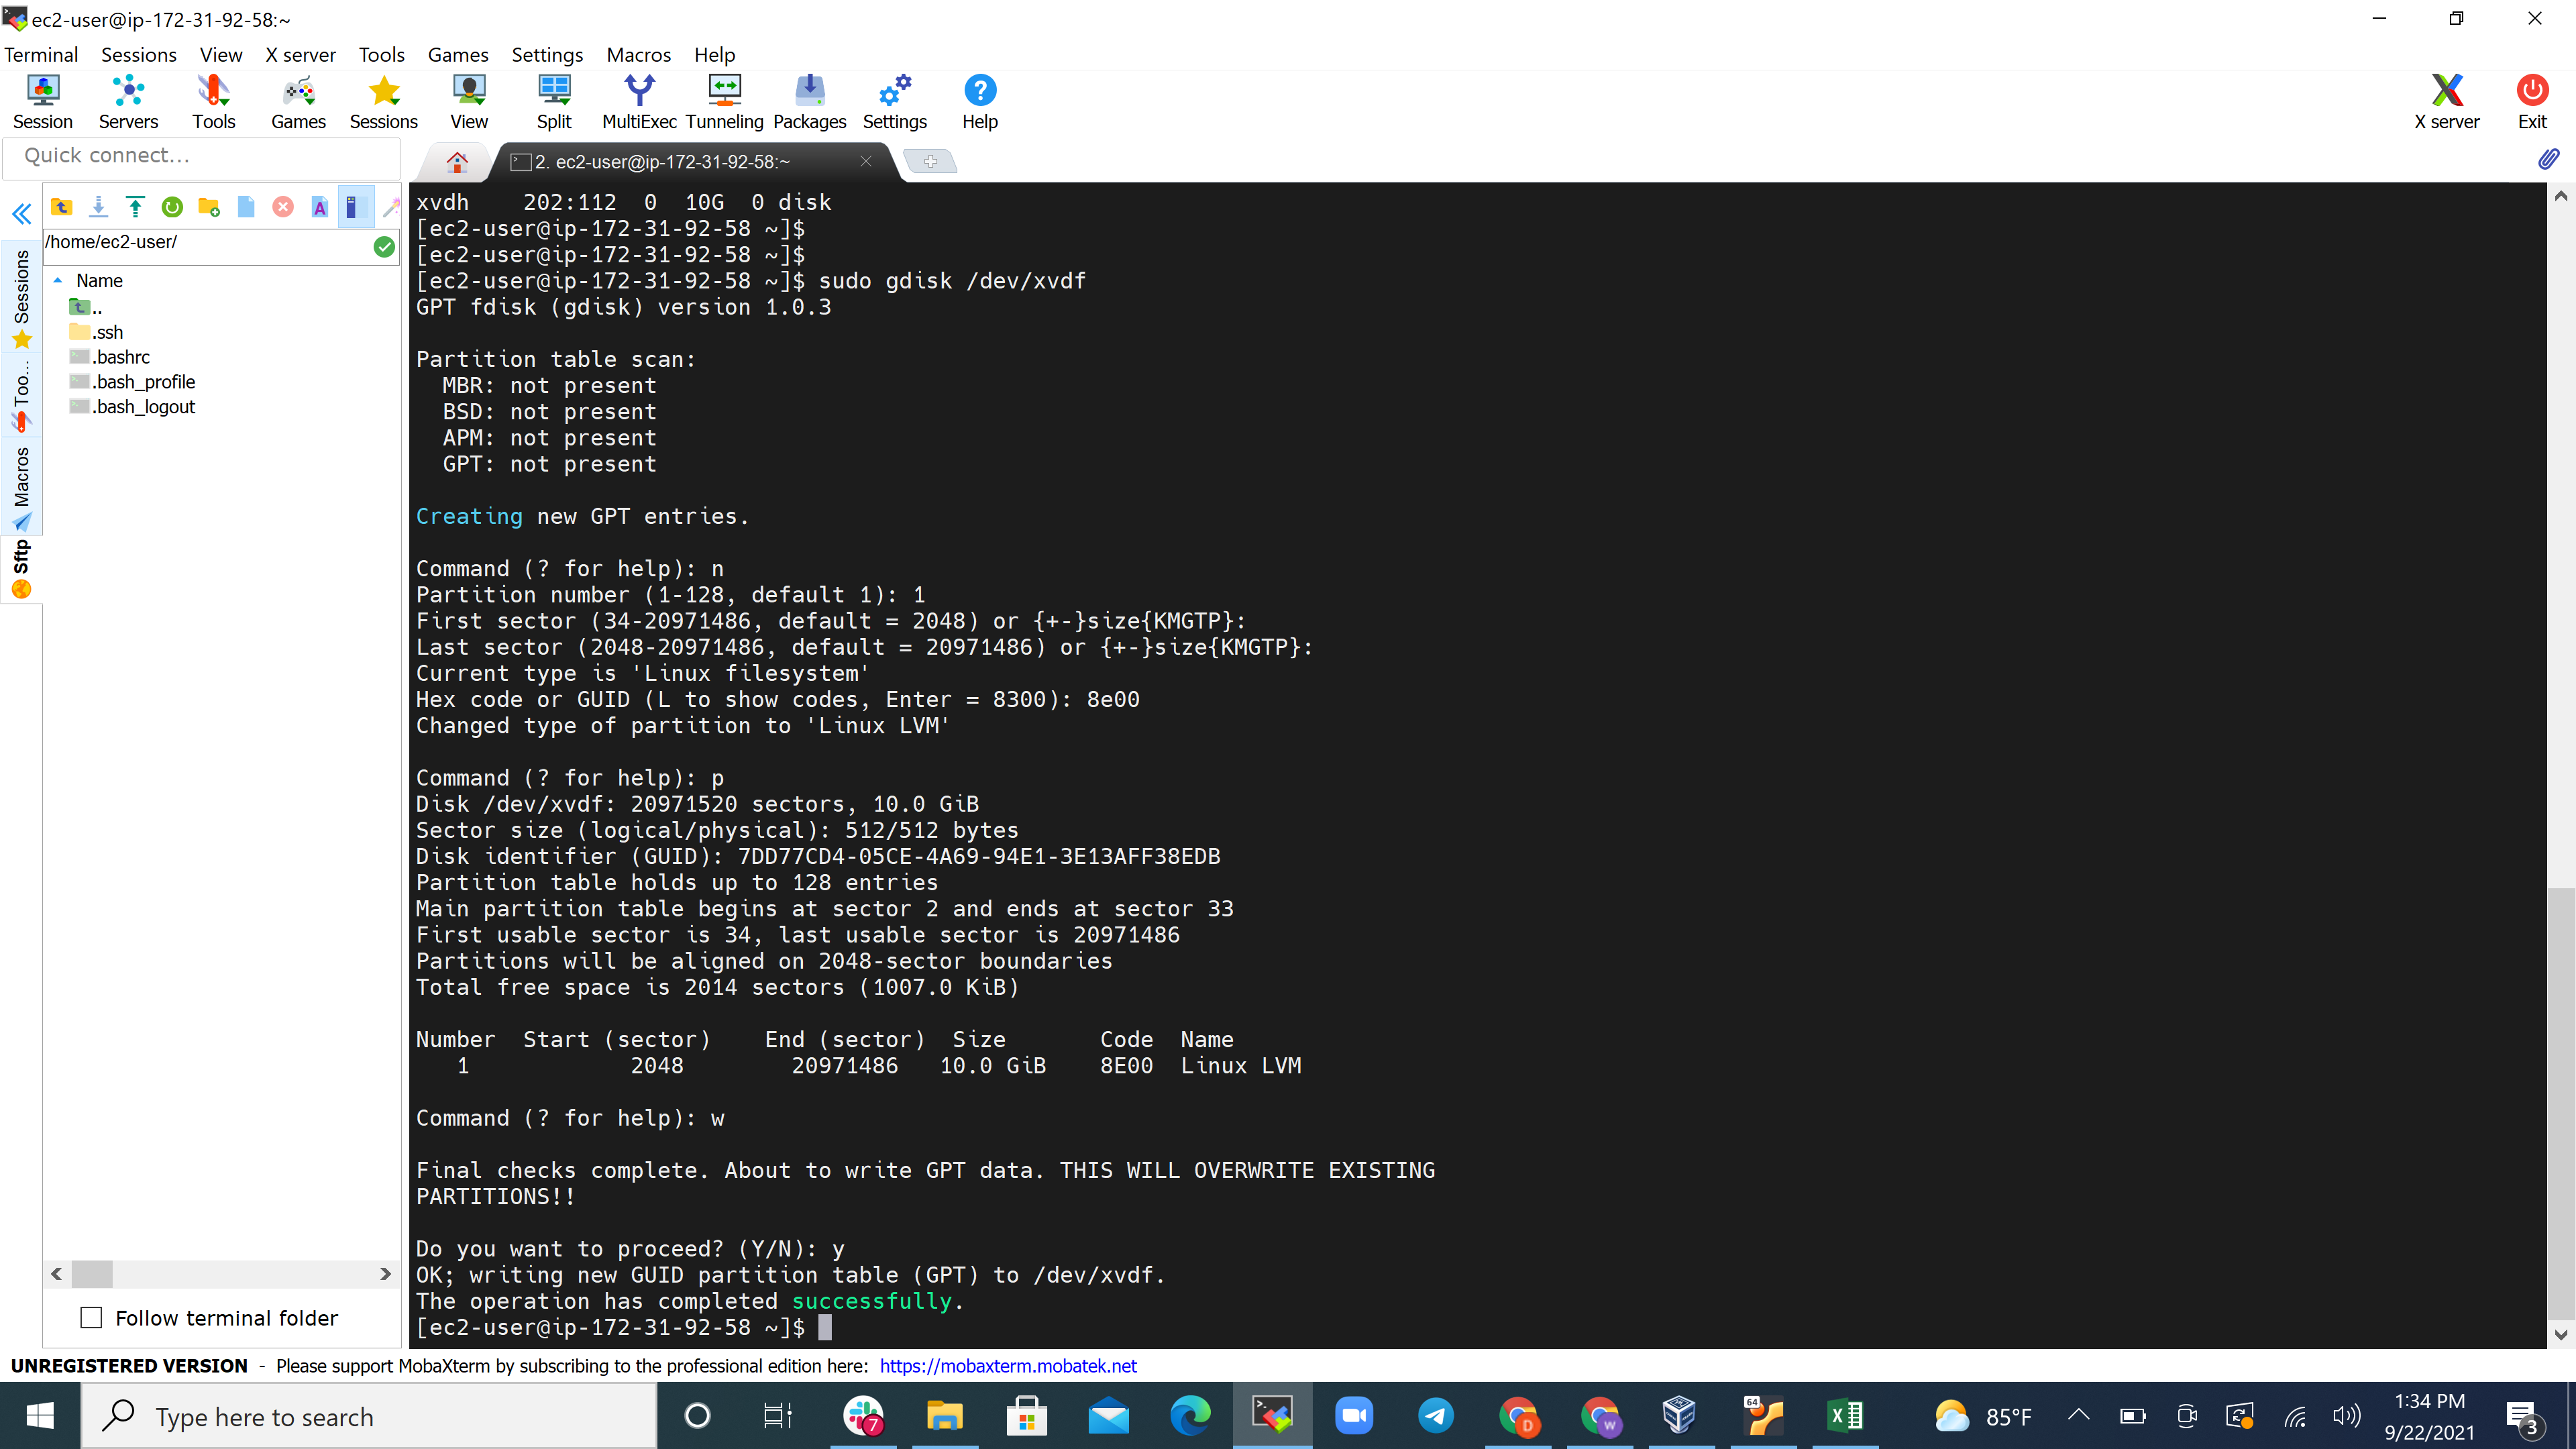 ec2-user@ip-172-31-92-58:~
Terminal Sessions View X server Tools Games Settings Macros Help
Session Servers Tools Games Sessions View Split MultiExec Tunneling Packages Settings Help X server Exit
Quick connect...
2. ec2-user@ip-172-31-92-58:~
/home/ec2-user/
Name
..
.ssh
.bashrc
.bash_profile
.bash_logout
Sessions
Too...
Macros
Sftp
Follow terminal folder
xvdh    202:112  0  10G  0 disk
[ec2-user@ip-172-31-92-58 ~]$
[ec2-user@ip-172-31-92-58 ~]$
[ec2-user@ip-172-31-92-58 ~]$ sudo gdisk /dev/xvdf
GPT fdisk (gdisk) version 1.0.3
Partition table scan:
  MBR: not present
  BSD: not present
  APM: not present
  GPT: not present
Creating new GPT entries.
Command (? for help): n
Partition number (1-128, default 1): 1
First sector (34-20971486, default = 2048) or {+-}size{KMGTP}:
Last sector (2048-20971486, default = 20971486) or {+-}size{KMGTP}:
Current type is 'Linux filesystem'
Hex code or GUID (L to show codes, Enter = 8300): 8e00
Changed type of partition to 'Linux LVM'
Command (? for help): p
Disk /dev/xvdf: 20971520 sectors, 10.0 GiB
Sector size (logical/physical): 512/512 bytes
Disk identifier (GUID): 7DD77CD4-05CE-4A69-94E1-3E13AFF38EDB
Partition table holds up to 128 entries
Main partition table begins at sector 2 and ends at sector 33
First usable sector is 34, last usable sector is 20971486
Partitions will be aligned on 2048-sector boundaries
Total free space is 2014 sectors (1007.0 KiB)
Number  Start (sector)    End (sector)  Size       Code  Name
   1            2048        20971486   10.0 GiB    8E00  Linux LVM
Command (? for help): w
Final checks complete. About to write GPT data. THIS WILL OVERWRITE EXISTING
PARTITIONS!!
Do you want to proceed? (Y/N): y
OK; writing new GUID partition table (GPT) to /dev/xvdf.
The operation has completed successfully.
[ec2-user@ip-172-31-92-58 ~]$
UNREGISTERED VERSION - Please support MobaXterm by subscribing to the professional edition here: https://mobaxterm.mobatek.net
Type here to search
7
D
W
64
85°F
1:34 PM
9/22/2021
3